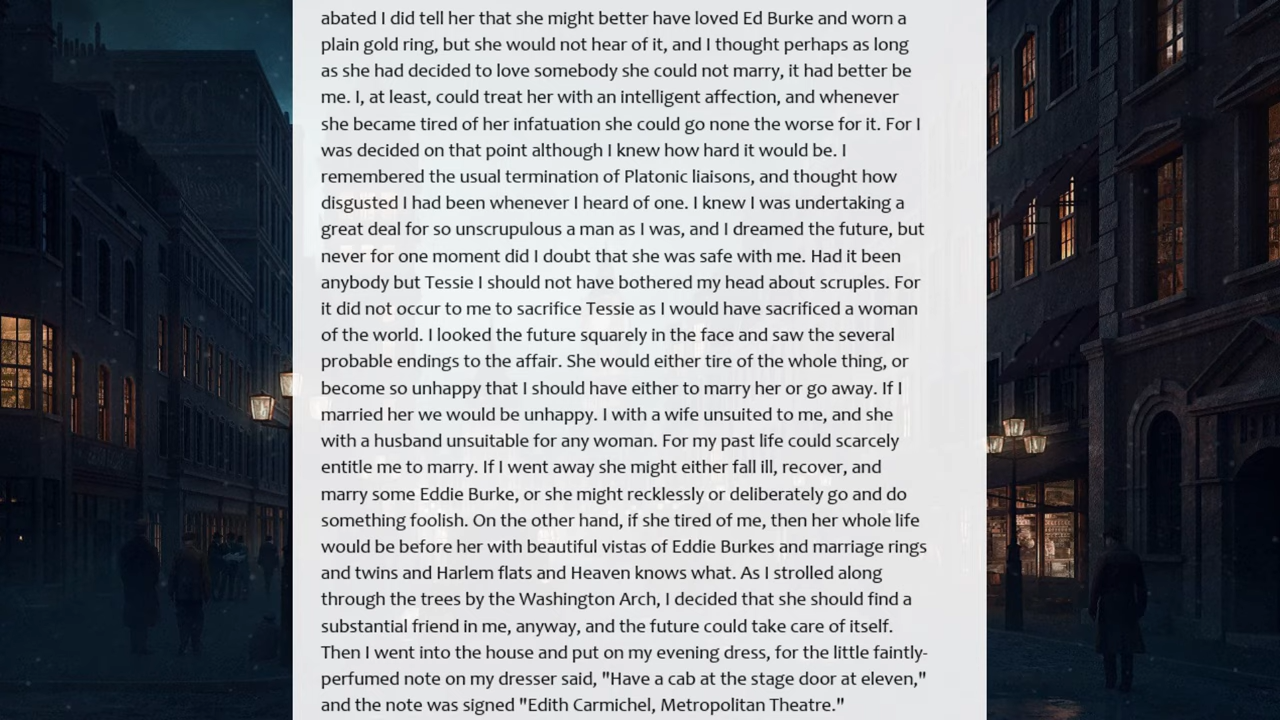 abated I did tell her that she might better have loved Ed Burke and worn a
plain gold ring, but she would not hear of it, and I thought perhaps as long
as she had decided to love somebody she could not marry, it had better be
me. I, at least, could treat her with an intelligent affection, and whenever
she became tired of her infatuation she could go none the worse for it. For I
was decided on that point although I knew how hard it would be. I
remembered the usual termination of Platonic liaisons, and thought how
disgusted I had been whenever I heard of one. I knew I was undertaking a
great deal for so unscrupulous a man as I was, and I dreamed the future, but
never for one moment did I doubt that she was safe with me. Had it been
anybody but Tessie I should not have bothered my head about scruples. For
it did not occur to me to sacrifice Tessie as I would have sacrificed a woman
of the world. I looked the future squarely in the face and saw the several
probable endings to the affair. She would either tire of the whole thing, or
become so unhappy that I should have either to marry her or go away. If I
married her we would be unhappy. I with a wife unsuited to me, and she
with a husband unsuitable for any woman. For my past life could scarcely
entitle me to marry. If I went away she might either fall ill, recover, and
marry some Eddie Burke, or she might recklessly or deliberately go and do
something foolish. On the other hand, if she tired of me, then her whole life
would be before her with beautiful vistas of Eddie Burkes and marriage rings
and twins and Harlem flats and Heaven knows what. As I strolled along
through the trees by the Washington Arch, I decided that she should find a
substantial friend in me, anyway, and the future could take care of itself.
Then I went into the house and put on my evening dress, for the little faintly-
perfumed note on my dresser said, "Have a cab at the stage door at eleven,"
and the note was signed "Edith Carmichel, Metropolitan Theatre."